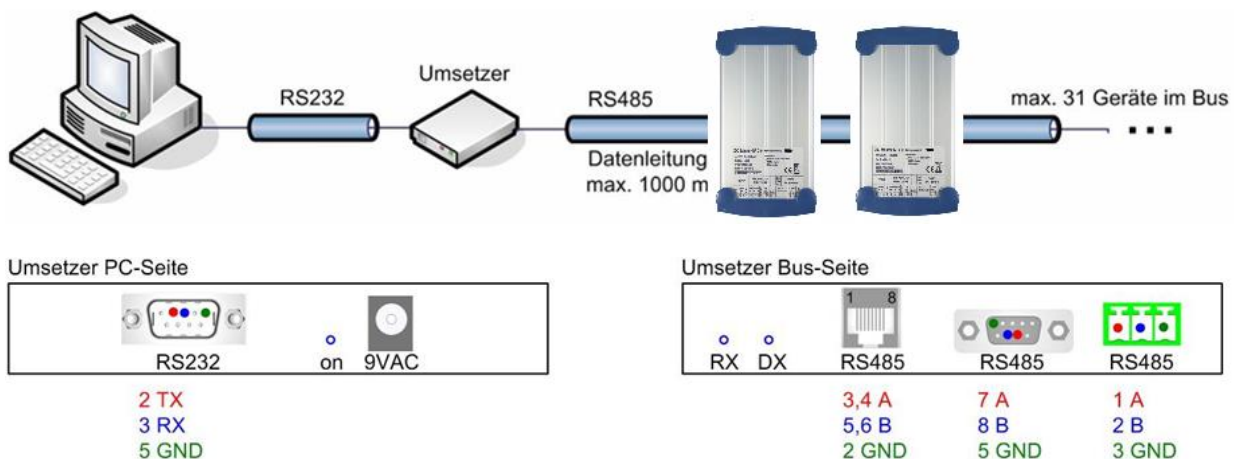 RS232
Umsetzer
RS485
Datenleitung
max. 1000 m
max. 31 Geräte im Bus
Umsetzer PC-Seite
RS232
on
9VAC
2 TX
3 RX
5 GND
Umsetzer Bus-Seite
1 8
RX DX RS485 RS485 RS485
3,4 A 7 A 1 A
5,6 B 8 B 2 B
2 GND 5 GND 3 GND